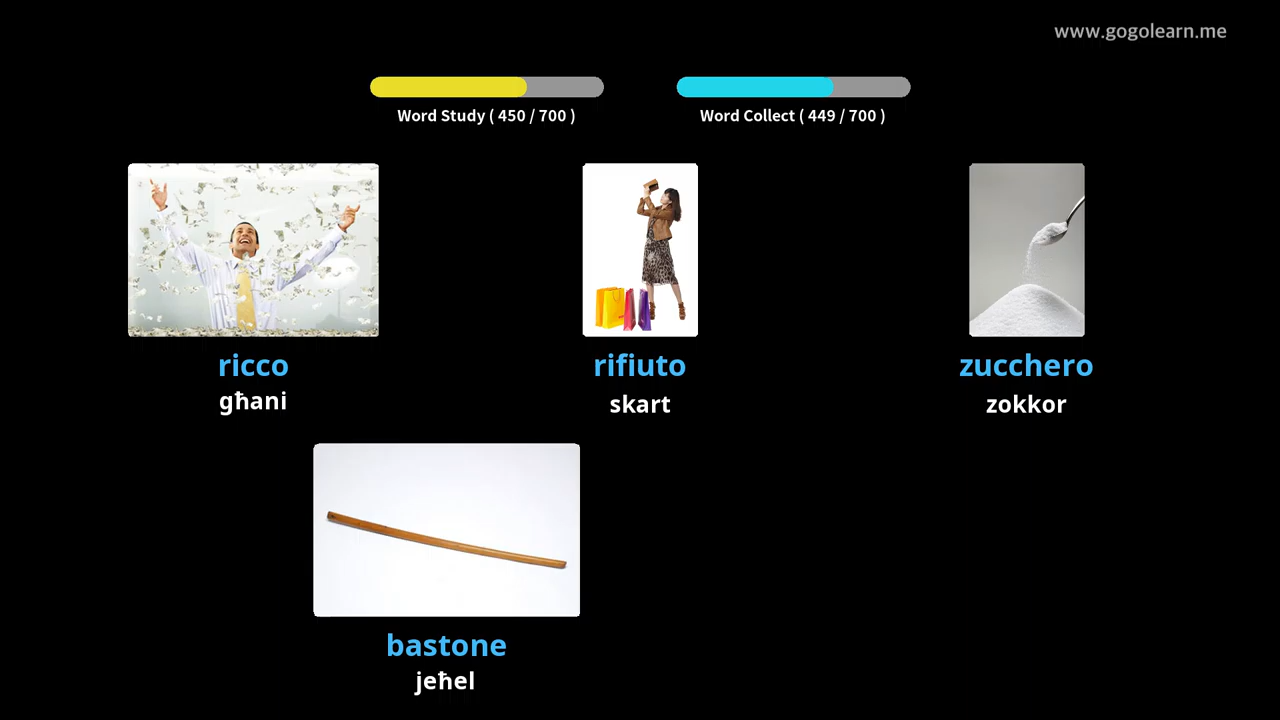 www.gogolearn.me
Word Study ( 450 / 700 )
Word Collect ( 449 / 700 )
ricco
għani
rifiuto
skart
zucchero
zokkor
bastone
jeħel